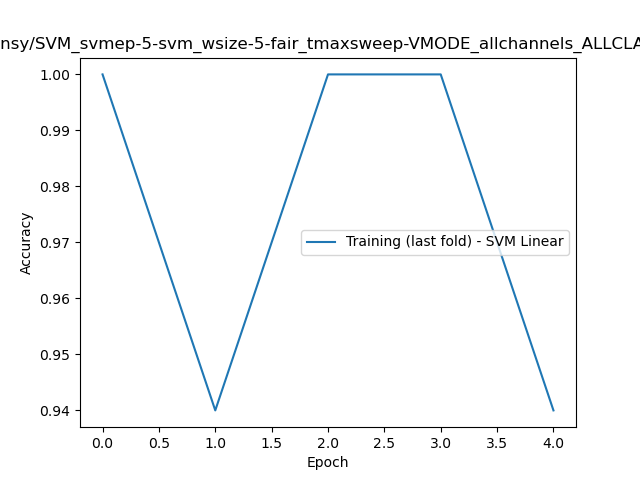 nsy/SVM_svmep-5-svm_wsize-5-fair_tmaxsweep-VMODE_allchannels_ALLCLA
1.00
0.99
0.98
0.97
0.96
0.95
0.94
Accuracy
Training (last fold) - SVM Linear
0.0 0.5 1.0 1.5 2.0 2.5 3.0 3.5 4.0
Epoch